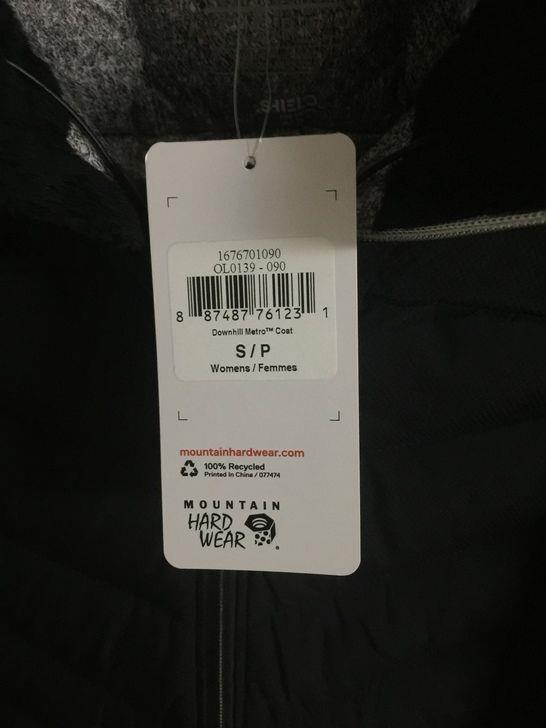 SHIELD
1676701090
OL0139 - 090
8 87487 76123 1
Downhill Metro™ Coat
S / P
Womens / Femmes
mountainhardwear.com
100% Recycled
Printed in China / 077474
MOUNTAIN
HARD
WEAR